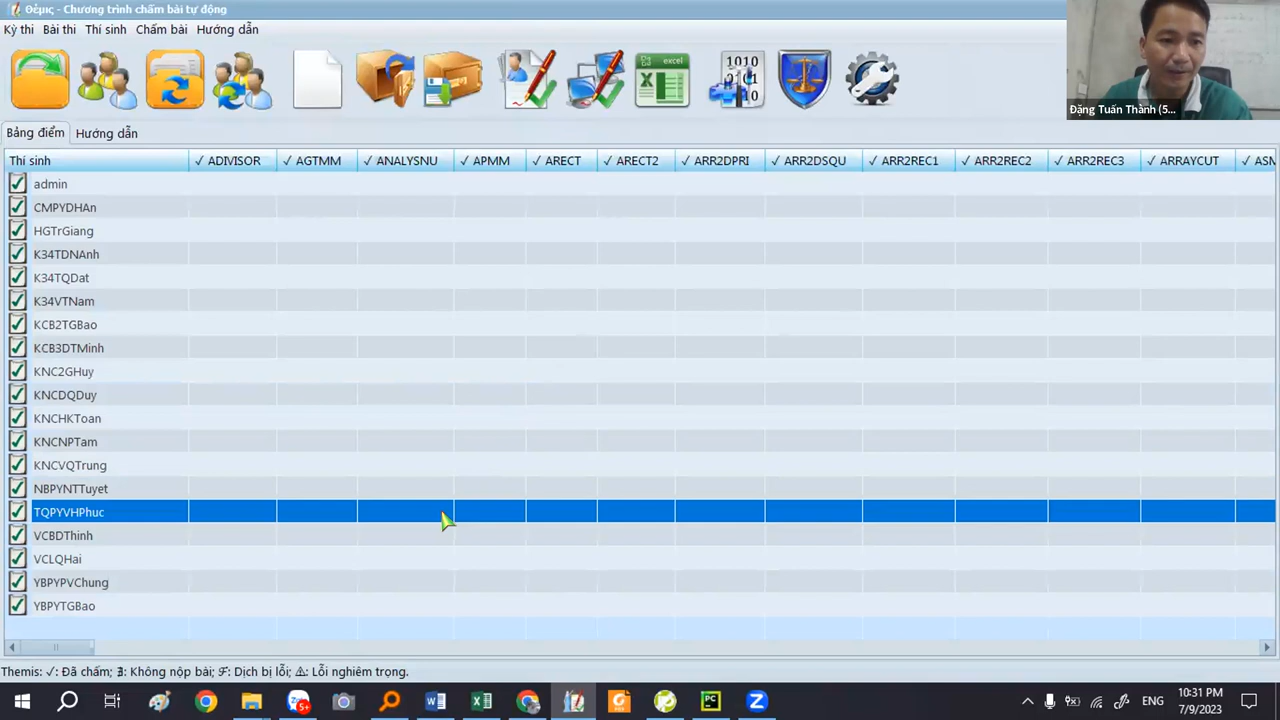 Θέμις - Chương trình chấm bài tự động
Kỳ thi Bài thi Thí sinh Chấm bài Hướng dẫn
excel
1010
0101
10
Đặng Tuấn Thành (5...
Bảng điểm Hướng dẫn
Thí sinh ✓ ADIVISOR ✓ AGTMM ✓ ANALYSNU ✓ APMM ✓ ARECT ✓ ARECT2 ✓ ARR2DPRI ✓ ARR2DSQU ✓ ARR2REC1 ✓ ARR2REC2 ✓ ARR2REC3 ✓ ARRAYCUT ✓ ASM
admin
CMPYDHAn
HGTrGiang
K34TDNAnh
K34TQDat
K34VTNam
KCB2TGBao
KCB3DTMinh
KNC2GHuy
KNCDQDuy
KNCHKToan
KNCNPTam
KNCVQTrung
NBPYNTTuyet
TQPYVHPhuc
VCBDThinh
VCLQHai
YBPYPVChung
YBPYTGBao
Themis: ✓: Đã chấm; ∄: Không nộp bài; Ϝ: Dịch bị lỗi; ⚠: Lỗi nghiêm trọng.
5+
ENG
10:31 PM
7/9/2023